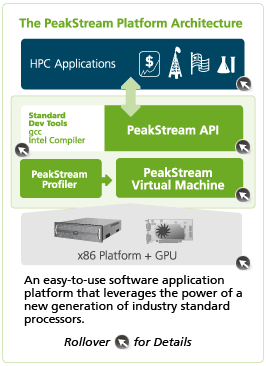 The PeakStream Platform Architecture
HPC Applications
$
Standard
Dev Tools
gcc
Intel Compiler
PeakStream API
PeakStream
Profiler
PeakStream
Virtual Machine
x86 Platform + GPU
An easy-to-use software application
platform that leverages the power of a
new generation of industry standard
processors.
Rollover for Details